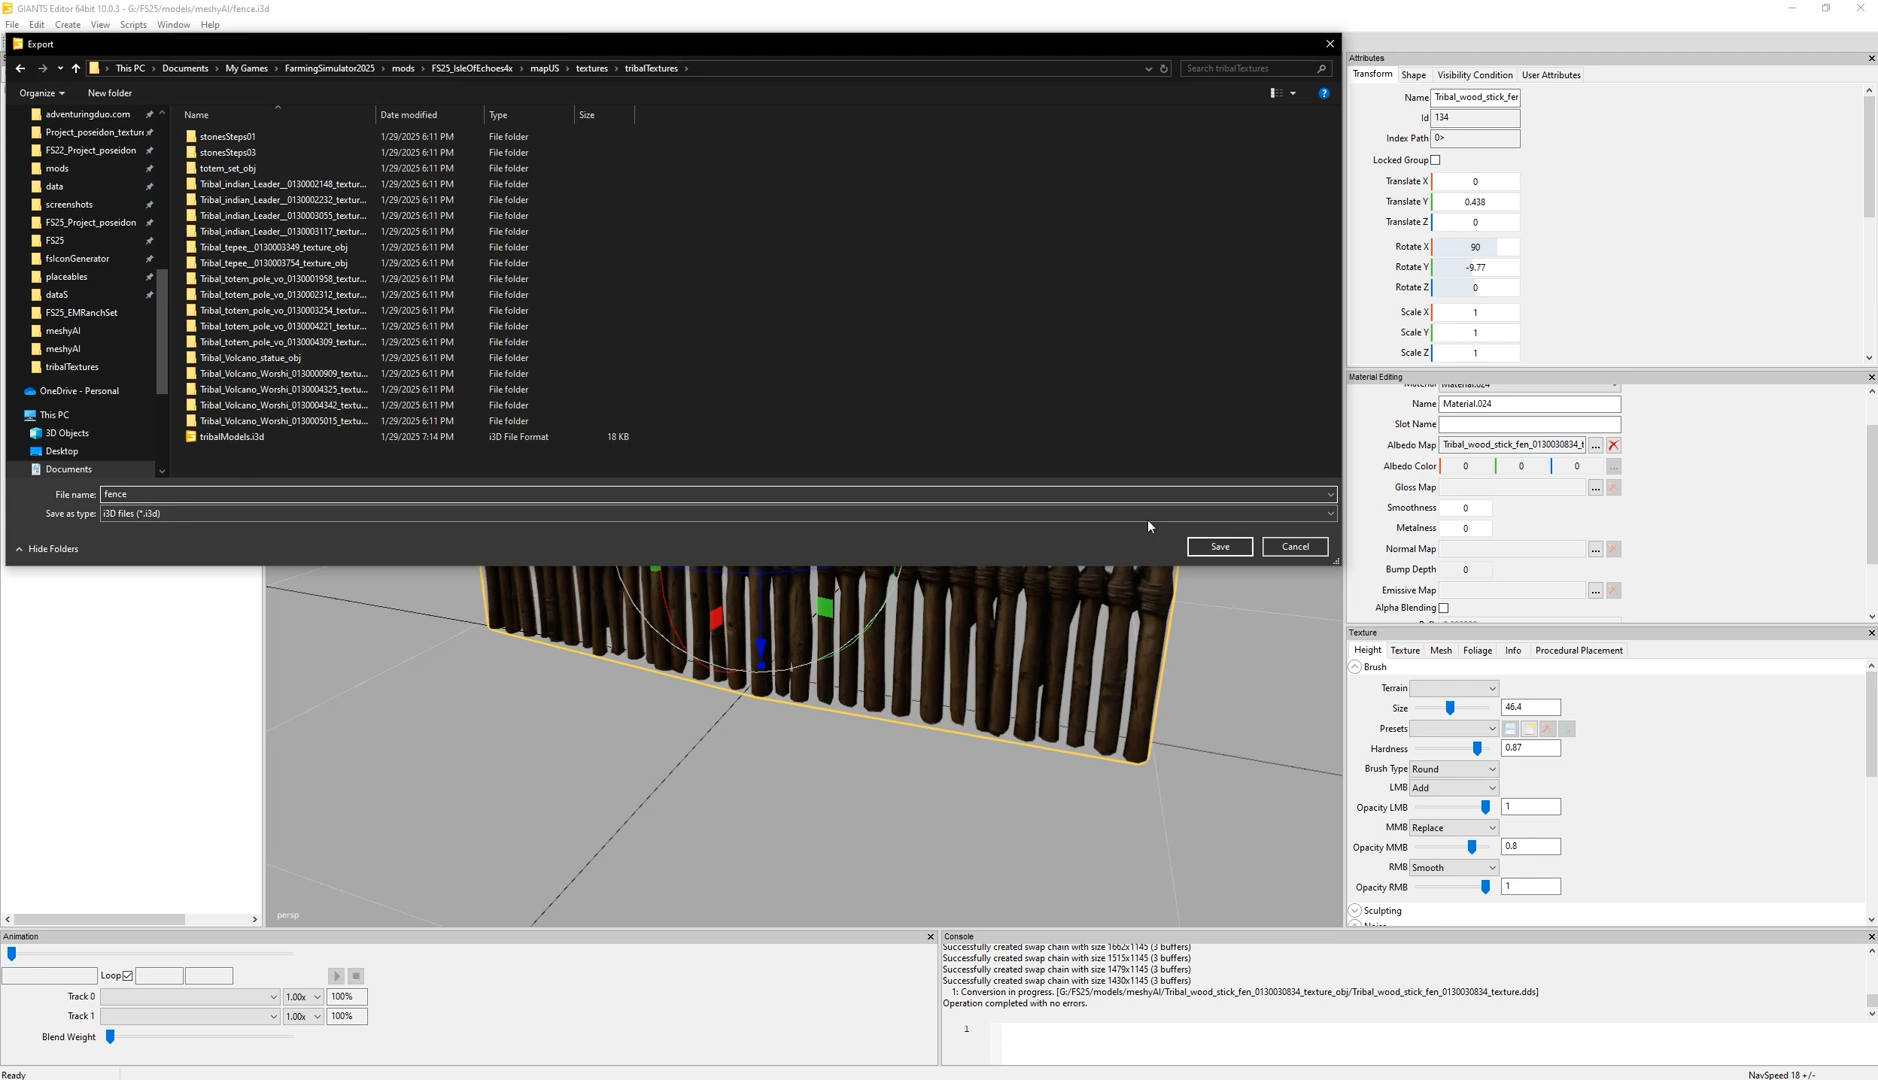 GIANTS Editor 64bit 10.0.3 - G:/FS25/models/meshyAI/fence.i3d
File Edit Create View Scripts Window Help
Export
This PC > Documents > My Games > FarmingSimulator2025 > mods > FS25_IsleOfEchoes4x > mapUS > textures > tribalTextures >
Search tribalTextures
Organize
New folder
adventuringduo.com
Project_poseidon_texture
FS22_Project_poseidon
mods
data
screenshots
FS25_Project_poseidon
FS25
fsIconGenerator
placeables
dataS
FS25_EMRanchSet
meshyAI
meshyAI
tribalTextures
OneDrive - Personal
This PC
3D Objects
Desktop
Documents
Name Date modified Type Size
stonesSteps01 1/29/2025 6:11 PM File folder
stonesSteps03 1/29/2025 6:11 PM File folder
totem_set_obj 1/29/2025 6:11 PM File folder
Tribal_indian_Leader__0130002148_textur... 1/29/2025 6:11 PM File folder
Tribal_indian_Leader__0130002232_textur... 1/29/2025 6:11 PM File folder
Tribal_indian_Leader__0130003055_textur... 1/29/2025 6:11 PM File folder
Tribal_indian_Leader__0130003117_textur... 1/29/2025 6:11 PM File folder
Tribal_tepee__0130003349_texture_obj 1/29/2025 6:11 PM File folder
Tribal_tepee__0130003754_texture_obj 1/29/2025 6:11 PM File folder
Tribal_totem_pole_vo_0130001958_textur... 1/29/2025 6:11 PM File folder
Tribal_totem_pole_vo_0130002312_textur... 1/29/2025 6:11 PM File folder
Tribal_totem_pole_vo_0130003254_textur... 1/29/2025 6:11 PM File folder
Tribal_totem_pole_vo_0130004221_textur... 1/29/2025 6:11 PM File folder
Tribal_totem_pole_vo_0130004309_textur... 1/29/2025 6:11 PM File folder
Tribal_Volcano_statue_obj 1/29/2025 6:11 PM File folder
Tribal_Volcano_Worshi_0130000909_textu... 1/29/2025 6:11 PM File folder
Tribal_Volcano_Worshi_0130004325_textu... 1/29/2025 6:11 PM File folder
Tribal_Volcano_Worshi_0130004342_textu... 1/29/2025 6:11 PM File folder
Tribal_Volcano_Worshi_0130005015_textu... 1/29/2025 6:11 PM File folder
tribalModels.i3d 1/29/2025 7:14 PM i3D File Format 18 KB
File name: fence
Save as type: i3D files (*.i3d)
Hide Folders
Save
Cancel
persp
Attributes
Transform Shape Visibility Condition User Attributes
Name Tribal_wood_stick_fer
Id 134
Index Path 0>
Locked Group
Translate X 0
Translate Y 0.438
Translate Z 0
Rotate X 90
Rotate Y -9.77
Rotate Z 0
Scale X 1
Scale Y 1
Scale Z 1
Material Editing
Material Material.024
Name Material.024
Slot Name
Albedo Map Tribal_wood_stick_fen_0130030834_t ...
Albedo Color 0 0 0 ...
Gloss Map ...
Smoothness 0
Metalness 0
Normal Map ...
Bump Depth 0
Emissive Map ...
Alpha Blending
Texture
Height Texture Mesh Foliage Info Procedural Placement
Brush
Terrain
Size 46.4
Presets
Hardness 0.87
Brush Type Round
LMB Add
Opacity LMB 1
MMB Replace
Opacity MMB 0.8
RMB Smooth
Opacity RMB 1
Sculpting
Noise
Animation
Loop
Track 0 1.00x 100%
Track 1 1.00x 100%
Blend Weight
Console
Successfully created swap chain with size 1662x1145 (3 buffers)
Successfully created swap chain with size 1515x1145 (3 buffers)
Successfully created swap chain with size 1479x1145 (3 buffers)
Successfully created swap chain with size 1430x1145 (3 buffers)
1: Conversion in progress. [G:/FS25/models/meshyAI/Tribal_wood_stick_fen_0130030834_texture_obj/Tribal_wood_stick_fen_0130030834_texture.dds]
Operation completed with no errors.
1
Ready
NavSpeed 18 +/-